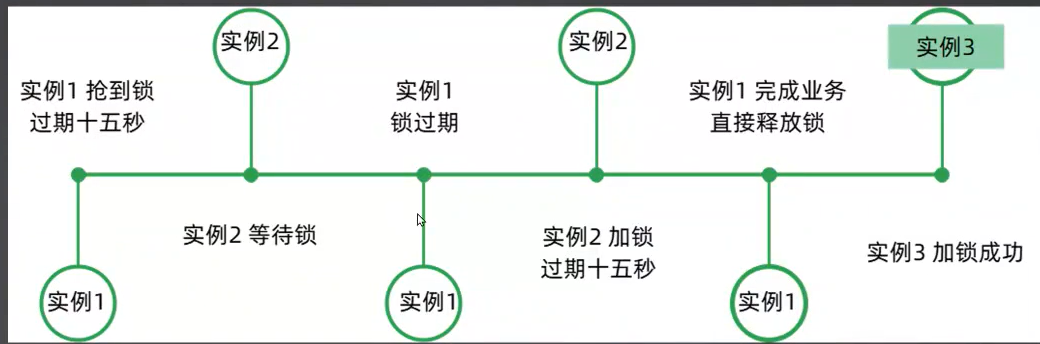 实例2
实例2
实例3
实例1 抢到锁
过期十五秒
实例1
锁过期
实例1 完成业务
直接释放锁
实例2 等待锁
实例2 加锁
过期十五秒
实例3 加锁成功
实例1
实例1
实例1